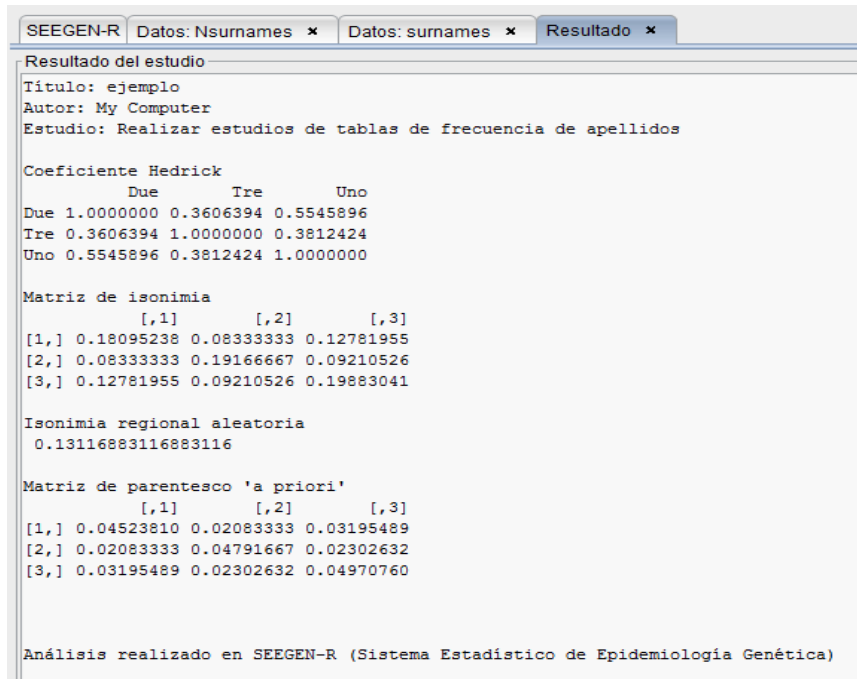 SEEGEN-R Datos: Nsurnames × Datos: surnames × Resultado ×
Resultado del estudio
Título: ejemplo
Autor: My Computer
Estudio: Realizar estudios de tablas de frecuencia de apellidos
Coeficiente Hedrick
Due Tre Uno
Due 1.0000000 0.3606394 0.5545896
Tre 0.3606394 1.0000000 0.3812424
Uno 0.5545896 0.3812424 1.0000000
Matriz de isonimia
[,1] [,2] [,3]
[1,] 0.18095238 0.08333333 0.12781955
[2,] 0.08333333 0.19166667 0.09210526
[3,] 0.12781955 0.09210526 0.19883041
Isonimia regional aleatoria
0.13116883116883116
Matriz de parentesco 'a priori'
[,1] [,2] [,3]
[1,] 0.04523810 0.02083333 0.03195489
[2,] 0.02083333 0.04791667 0.02302632
[3,] 0.03195489 0.02302632 0.04970760
Análisis realizado en SEEGEN-R (Sistema Estadístico de Epidemiología Genética)